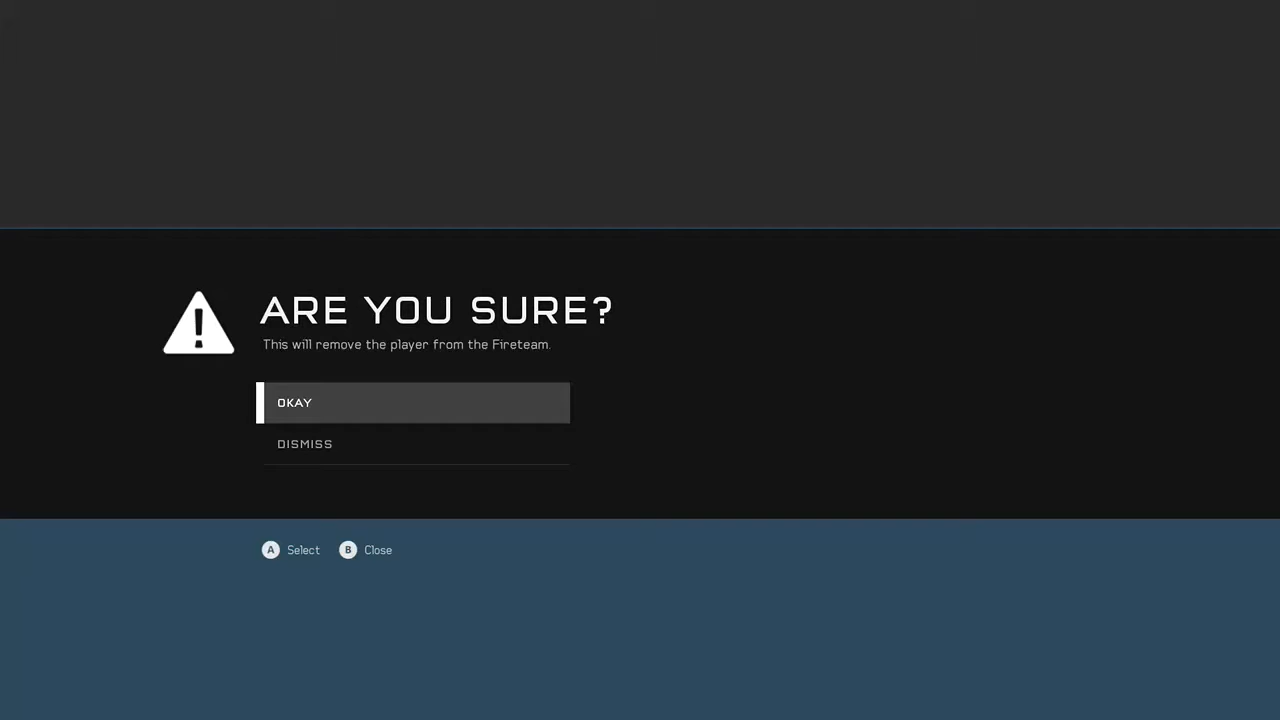 ARE YOU SURE?
This will remove the player from the Fireteam.
OKAY
DISMISS
A Select B Close